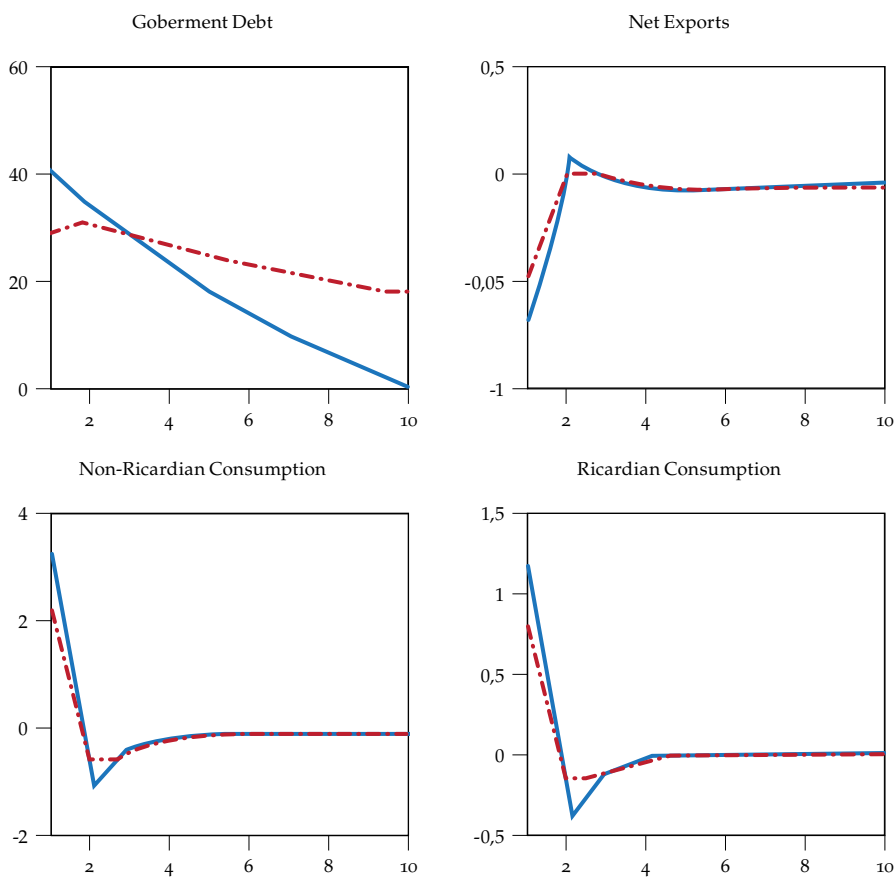 Goberment Debt
60
40
20
0
2 4 6 8 10
Net Exports
0,5
0
-0,05
-1
2 4 6 8 10
Non-Ricardian Consumption
4
2
0
-2
2 4 6 8 10
Ricardian Consumption
1,5
1
0,5
0
-0,5
2 4 6 8 10